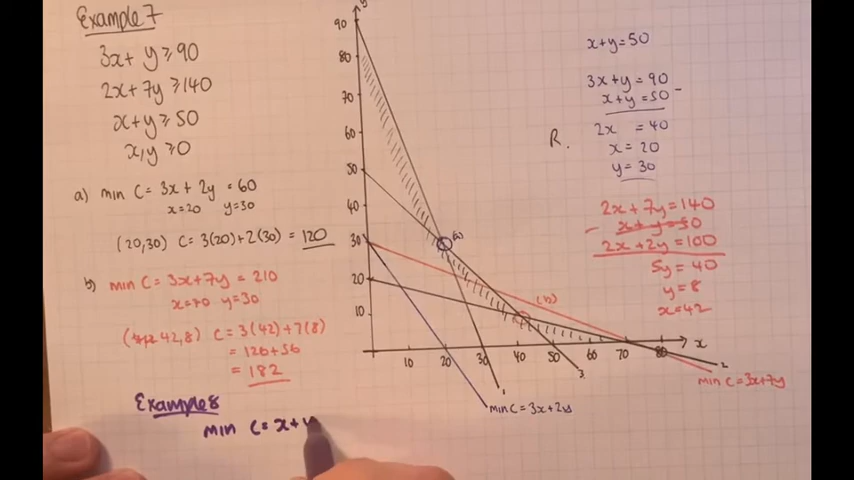 Example 7
3x + y ≥ 90
2x + 7y ≥ 140
x + y ≥ 50
x, y ≥ 0
a) min C = 3x + 2y = 60
x=20 y=30
(20,30) C = 3(20)+2(30) = 120
b) min C = 3x+7y = 210
x=70 y=30
(42,8) C = 3(42)+7(8)
= 126+56
= 182
Example 8
min C = x+y
y
90
80
70
60
50
40
30
20
10
10 20 30 40 50 60 70 80 x
(a)
(b)
1
2
3
min C = 3x+2y
min C = 3x+7y
R.
x+y=50
3x+y=90
x+y=50 -
2x = 40
x = 20
y = 30
2x+7y=140
- x+y=50
2x+2y=100
5y=40
y=8
x=42